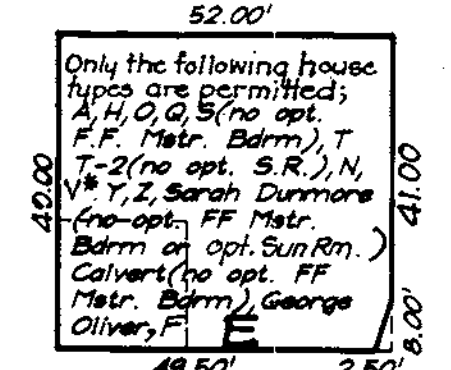 52.00'
Only the following house
types are permitted;
A, H, O, Q, S (no opt.
F.F. Mstr. Bdrm), T
T-2 (no opt. S.R.), N,
V* Y, Z, Sarah Dunmore
(no opt. FF Mstr.
Bdrm or opt. Sun Rm.)
Calvert (no opt. FF
Mstr. Bdrm), George
Oliver, F
E
41.00
8.00'
49.50'
2.50'